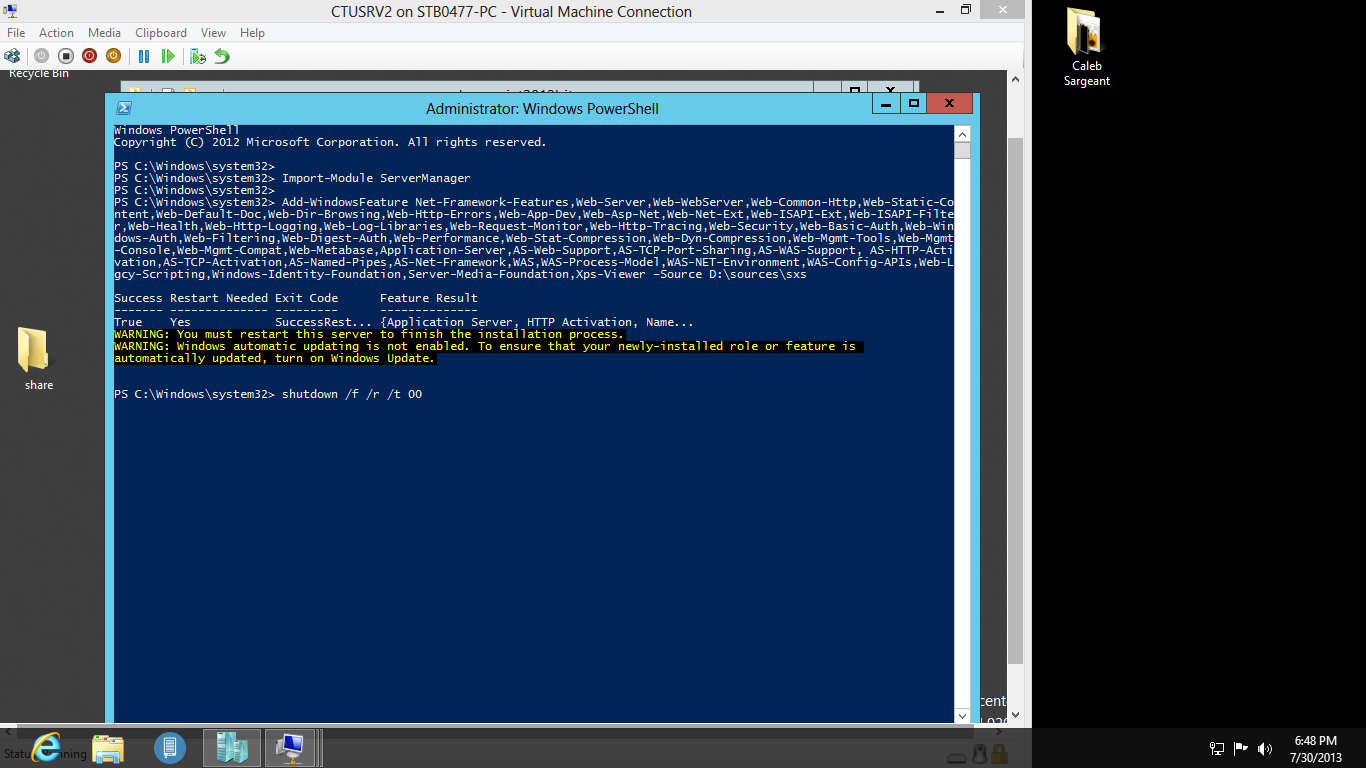 CTUSRV2 on STB0477-PC - Virtual Machine Connection
File Action Media Clipboard View Help
Recycle Bin
Caleb
Sargeant
Administrator: Windows PowerShell
Windows PowerShell
Copyright (C) 2012 Microsoft Corporation. All rights reserved.
PS C:\Windows\system32>
PS C:\Windows\system32> Import-Module ServerManager
PS C:\Windows\system32>
PS C:\Windows\system32> Add-WindowsFeature Net-Framework-Features,Web-Server,Web-WebServer,Web-Common-Http,Web-Static-Co
ntent,Web-Default-Doc,Web-Dir-Browsing,Web-Http-Errors,Web-App-Dev,Web-Asp-Net,Web-Net-Ext,Web-ISAPI-Ext,Web-ISAPI-Filte
r,Web-Health,Web-Http-Logging,Web-Log-Libraries,Web-Request-Monitor,Web-Http-Tracing,Web-Security,Web-Basic-Auth,Web-Win
dows-Auth,Web-Filtering,Web-Digest-Auth,Web-Performance,Web-Stat-Compression,Web-Dyn-Compression,Web-Mgmt-Tools,Web-Mgmt
-Console,Web-Mgmt-Compat,Web-Metabase,Application-Server,AS-Web-Support,AS-TCP-Port-Sharing,AS-WAS-Support, AS-HTTP-Acti
vation,AS-TCP-Activation,AS-Named-Pipes,AS-Net-Framework,WAS,WAS-Process-Model,WAS-NET-Environment,WAS-Config-APIs,Web-L
gcy-Scripting,Windows-Identity-Foundation,Server-Media-Foundation,Xps-Viewer -Source D:\sources\sxs
Success Restart Needed Exit Code Feature Result
------- -------------- --------- --------------
True Yes SuccessRest... {Application Server, HTTP Activation, Name...
WARNING: You must restart this server to finish the installation process.
WARNING: Windows automatic updating is not enabled. To ensure that your newly-installed role or feature is
automatically updated, turn on Windows Update.
PS C:\Windows\system32> shutdown /f /r /t 00
share
6:48 PM
7/30/2013